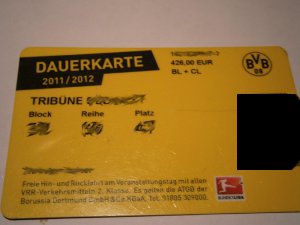 DAUERKARTE
2011/2012
426,00 EUR
BL + CL
BVB
09
TRIBÜNE
Block Reihe Platz
Freie Hin- und Rückfahrt am Veranstaltungstag mit allen
VRR-Verkehrsmitteln 2. Klasse. Es gelten die ATGB der
Borussia Dortmund GmbH & Co. KGaA. Tel. 01805 309000.
BUNDESLIGA